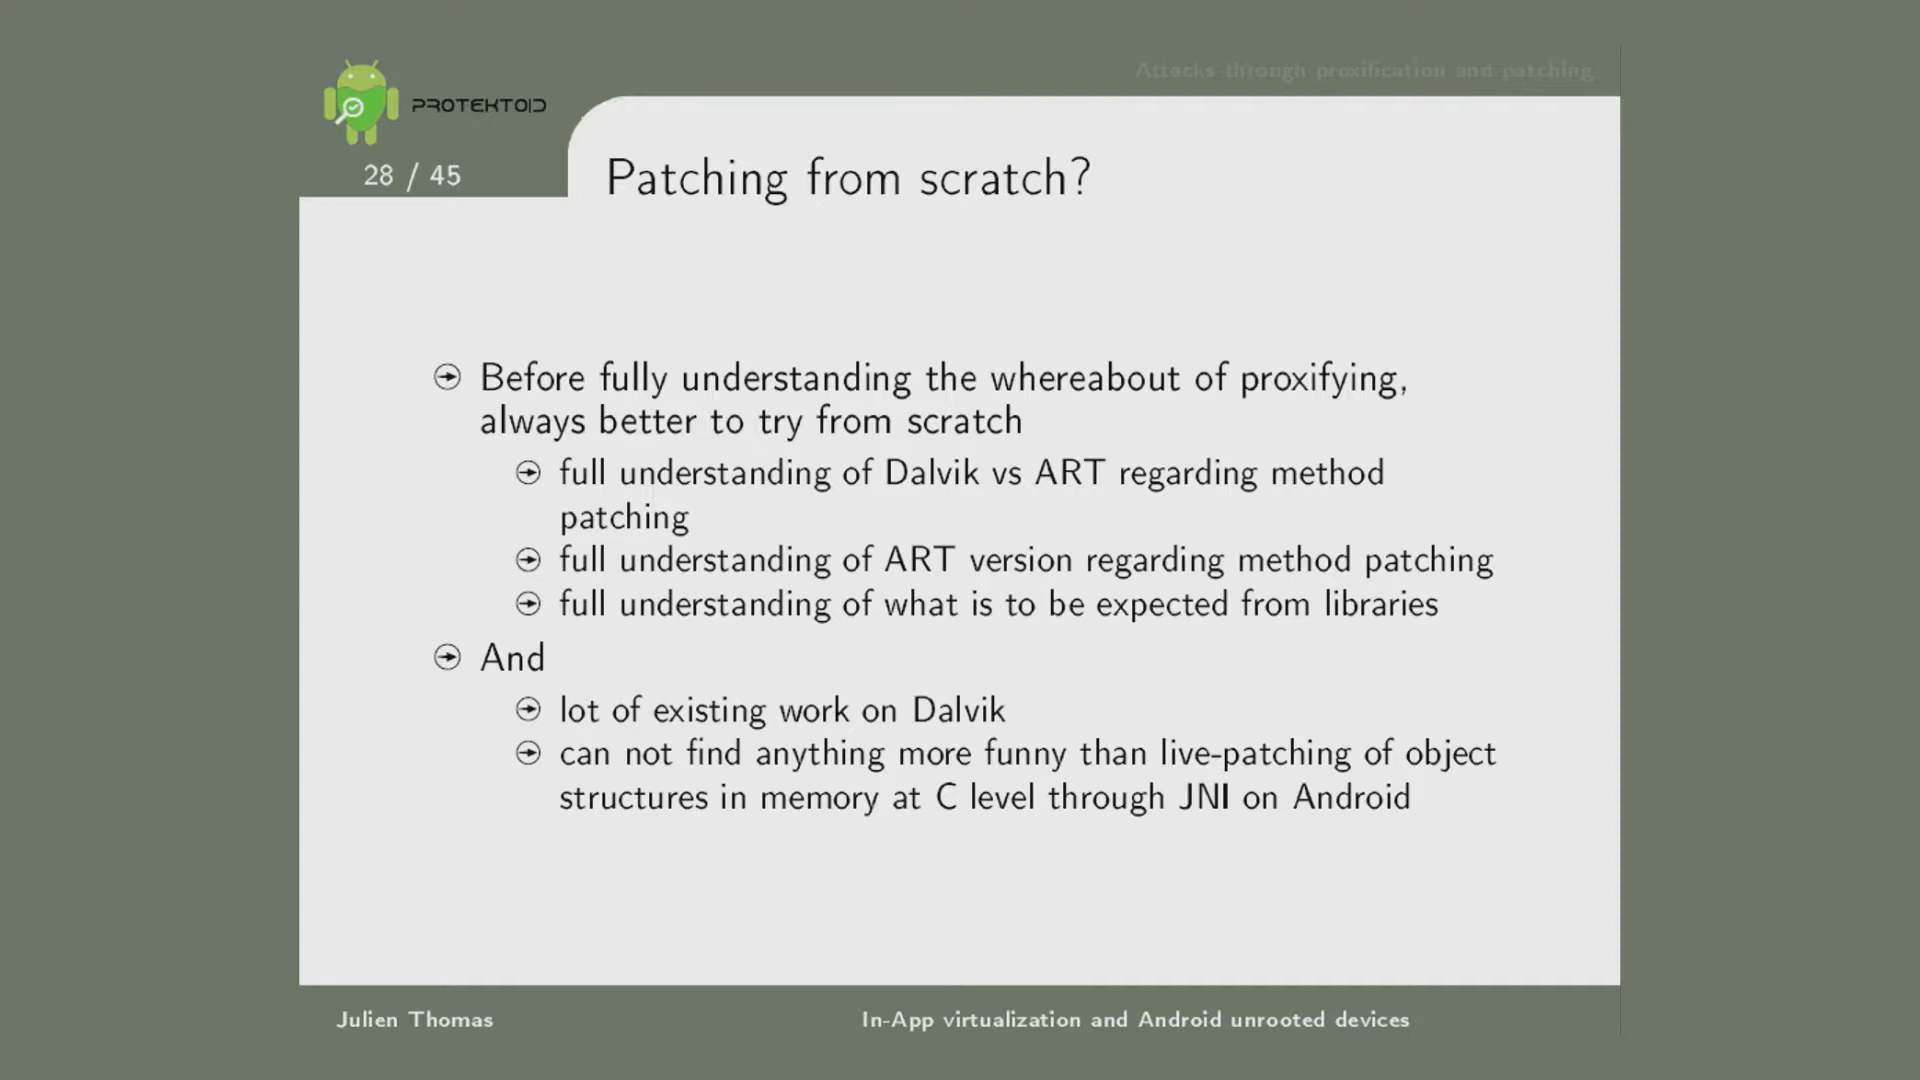 Attacks through proxification and patching
PROTEKTOID
28 / 45
Patching from scratch?
Before fully understanding the whereabout of proxifying,
always better to try from scratch
full understanding of Dalvik vs ART regarding method
patching
full understanding of ART version regarding method patching
full understanding of what is to be expected from libraries
And
lot of existing work on Dalvik
can not find anything more funny than live-patching of object
structures in memory at C level through JNI on Android
Julien Thomas
In-App virtualization and Android unrooted devices